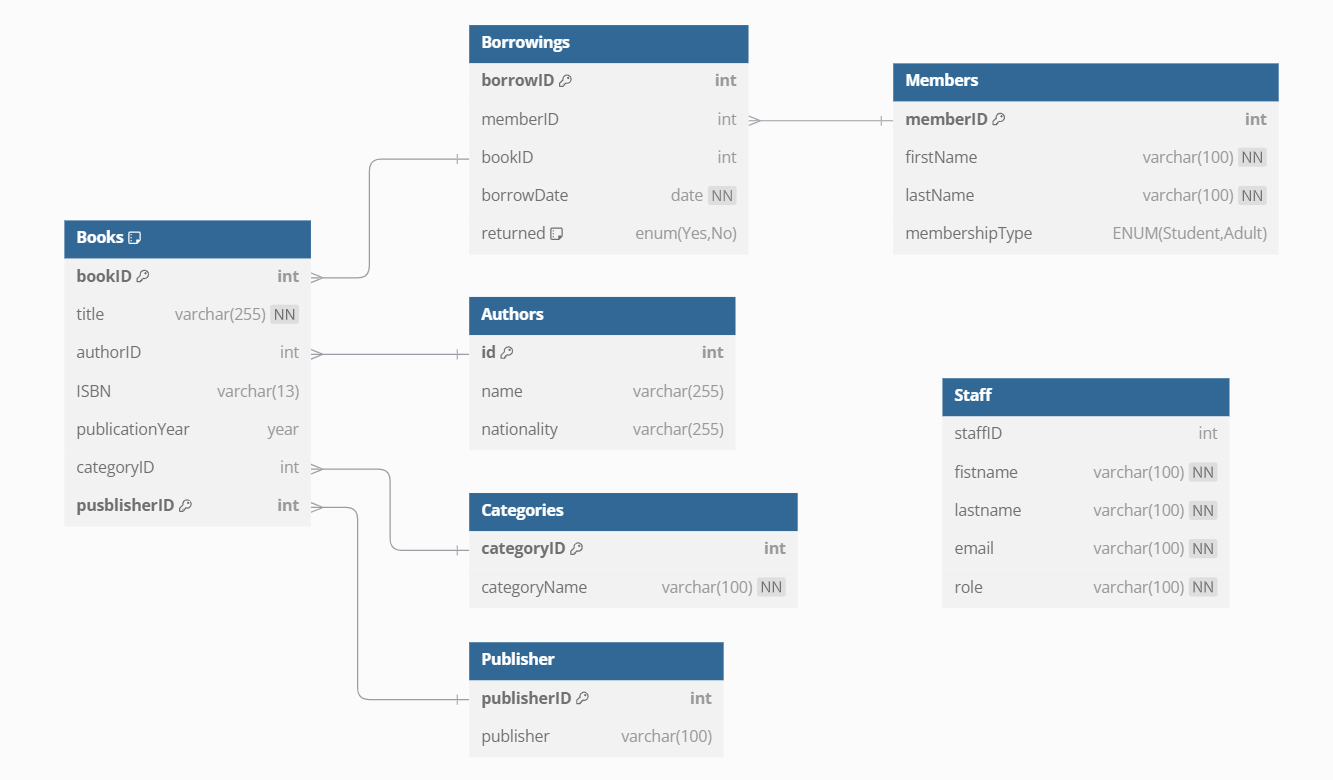 Borrowings
borrowID int
memberID int
bookID int
borrowDate date NN
returned enum(Yes,No)
Members
memberID int
firstName varchar(100) NN
lastName varchar(100) NN
membershipType ENUM(Student,Adult)
Books
bookID int
title varchar(255) NN
authorID int
ISBN varchar(13)
publicationYear year
categoryID int
pusblisherID int
Authors
id int
name varchar(255)
nationality varchar(255)
Staff
staffID int
fistname varchar(100) NN
lastname varchar(100) NN
email varchar(100) NN
role varchar(100) NN
Categories
categoryID int
categoryName varchar(100) NN
Publisher
publisherID int
publisher varchar(100)